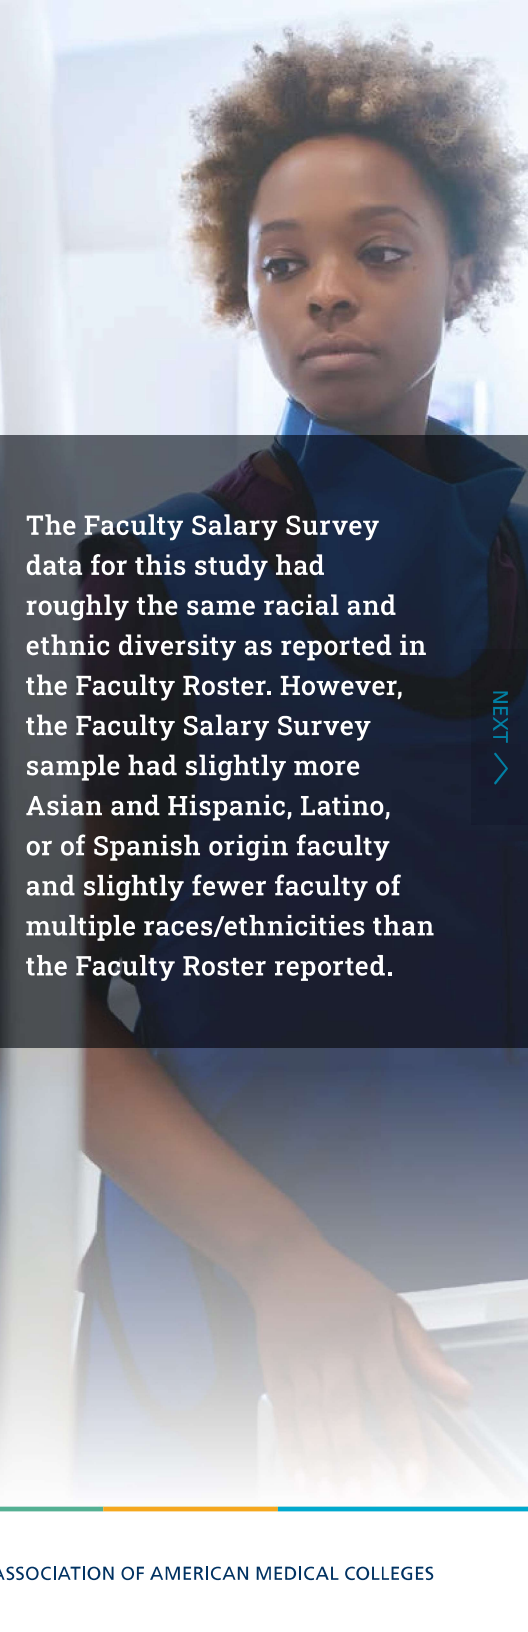 The Faculty Salary Survey
data for this study had
roughly the same racial and
ethnic diversity as reported in
the Faculty Roster. However,
the Faculty Salary Survey
sample had slightly more
Asian and Hispanic, Latino,
or of Spanish origin faculty
and slightly fewer faculty of
multiple races/ethnicities than
the Faculty Roster reported.
NEXT
ASSOCIATION OF AMERICAN MEDICAL COLLEGES